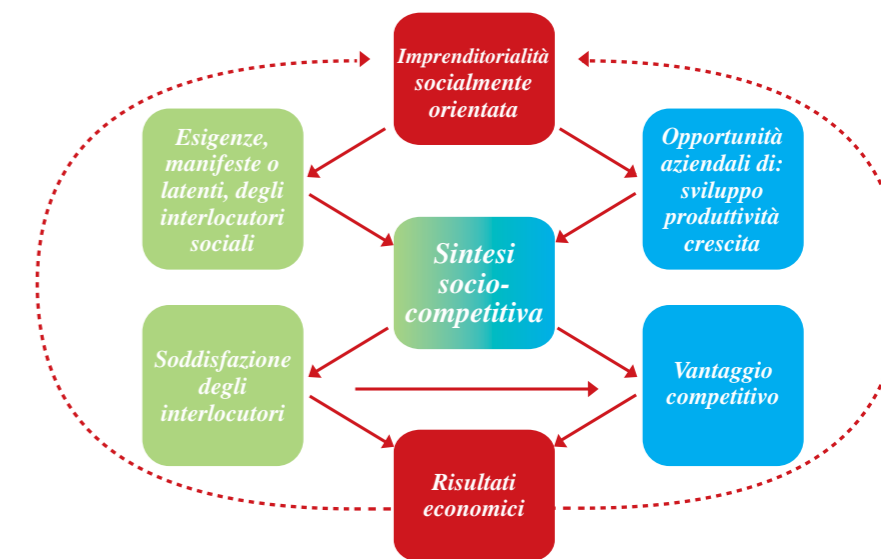 Imprenditorialità
socialmente
orientata
Esigenze,
manifeste o
latenti, degli
interlocutori
sociali
Opportunità
aziendali di:
sviluppo
produttività
crescita
Sintesi
socio-
competitiva
Soddisfazione
degli
interlocutori
Vantaggio
competitivo
Risultati
economici